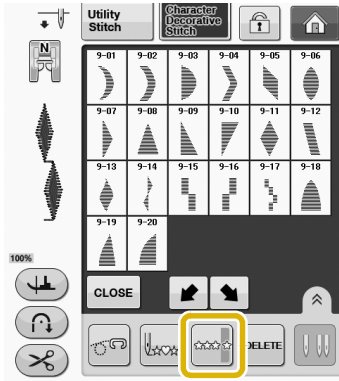 Utility
Stitch
Character
Decorative
Stitch
N
9-01 9-02 9-03 9-04 9-05 9-06
9-07 9-08 9-09 9-10 9-11 9-12
9-13 9-14 9-15 9-16 9-17 9-18
9-19 9-20
100%
CLOSE
DELETE